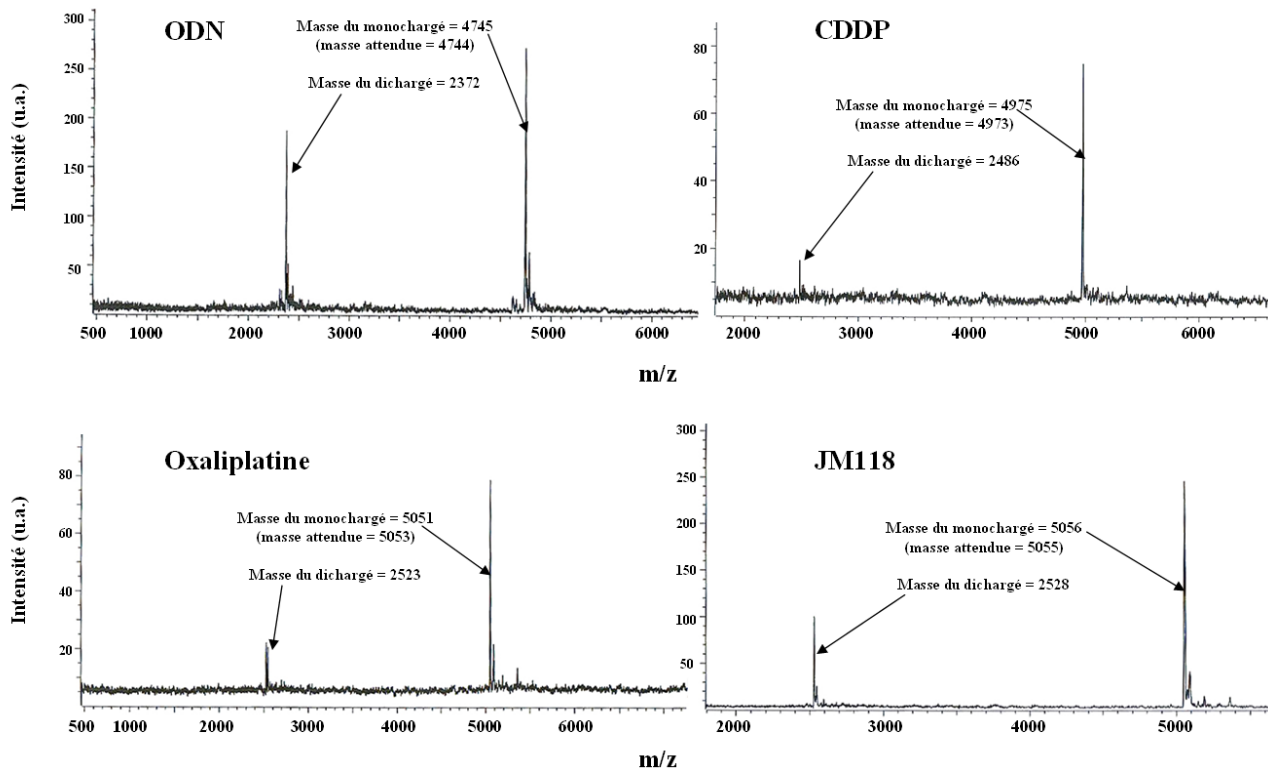 ODN
Masse du monochargé = 4745
(masse attendue = 4744)
Masse du dichargé = 2372
Intensité (u.a.)
300
250
200
150
100
50
500
1000
2000
3000
4000
5000
6000
CDDP
Masse du monochargé = 4975
(masse attendue = 4973)
Masse du dichargé = 2486
80
60
40
20
2000
3000
4000
5000
6000
m/z
Oxaliplatine
Masse du monochargé = 5051
(masse attendue = 5053)
Masse du dichargé = 2523
Intensité (u.a.)
80
60
40
20
1000
2000
3000
4000
5000
6000
JM118
Masse du monochargé = 5056
(masse attendue = 5055)
Masse du dichargé = 2528
300
250
200
150
100
50
2000
3000
4000
5000
m/z